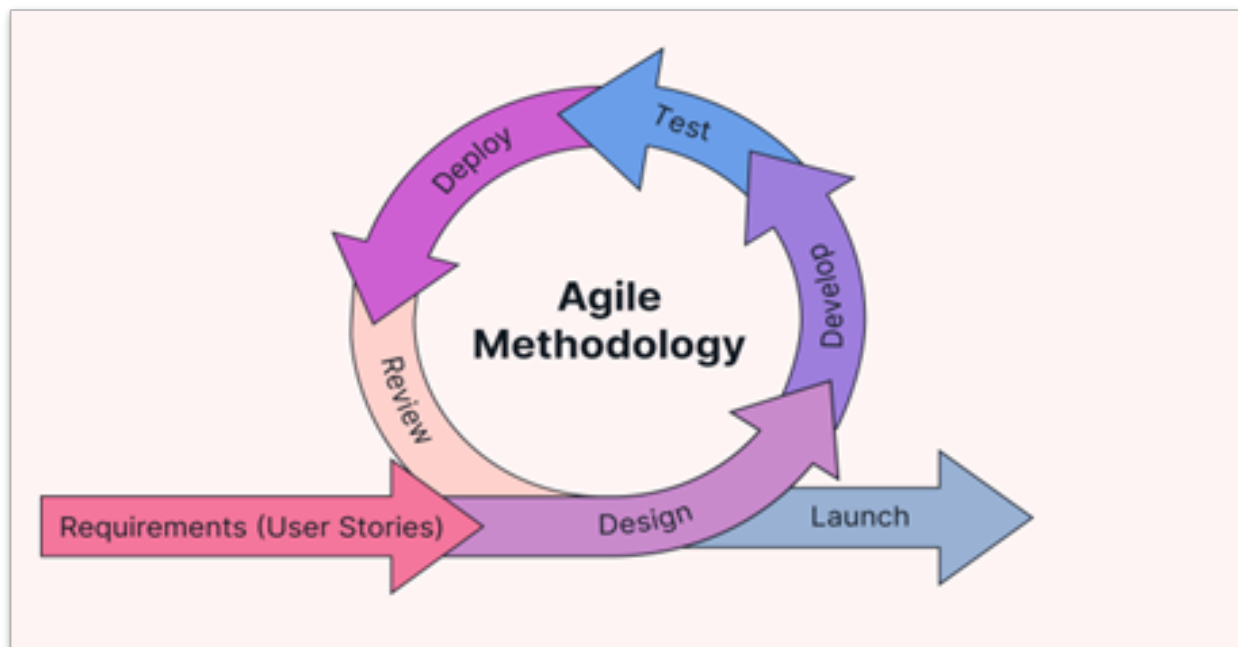 Test
Deploy
Develop
Agile
Methodology
Review
Requirements (User Stories)
Design
Launch